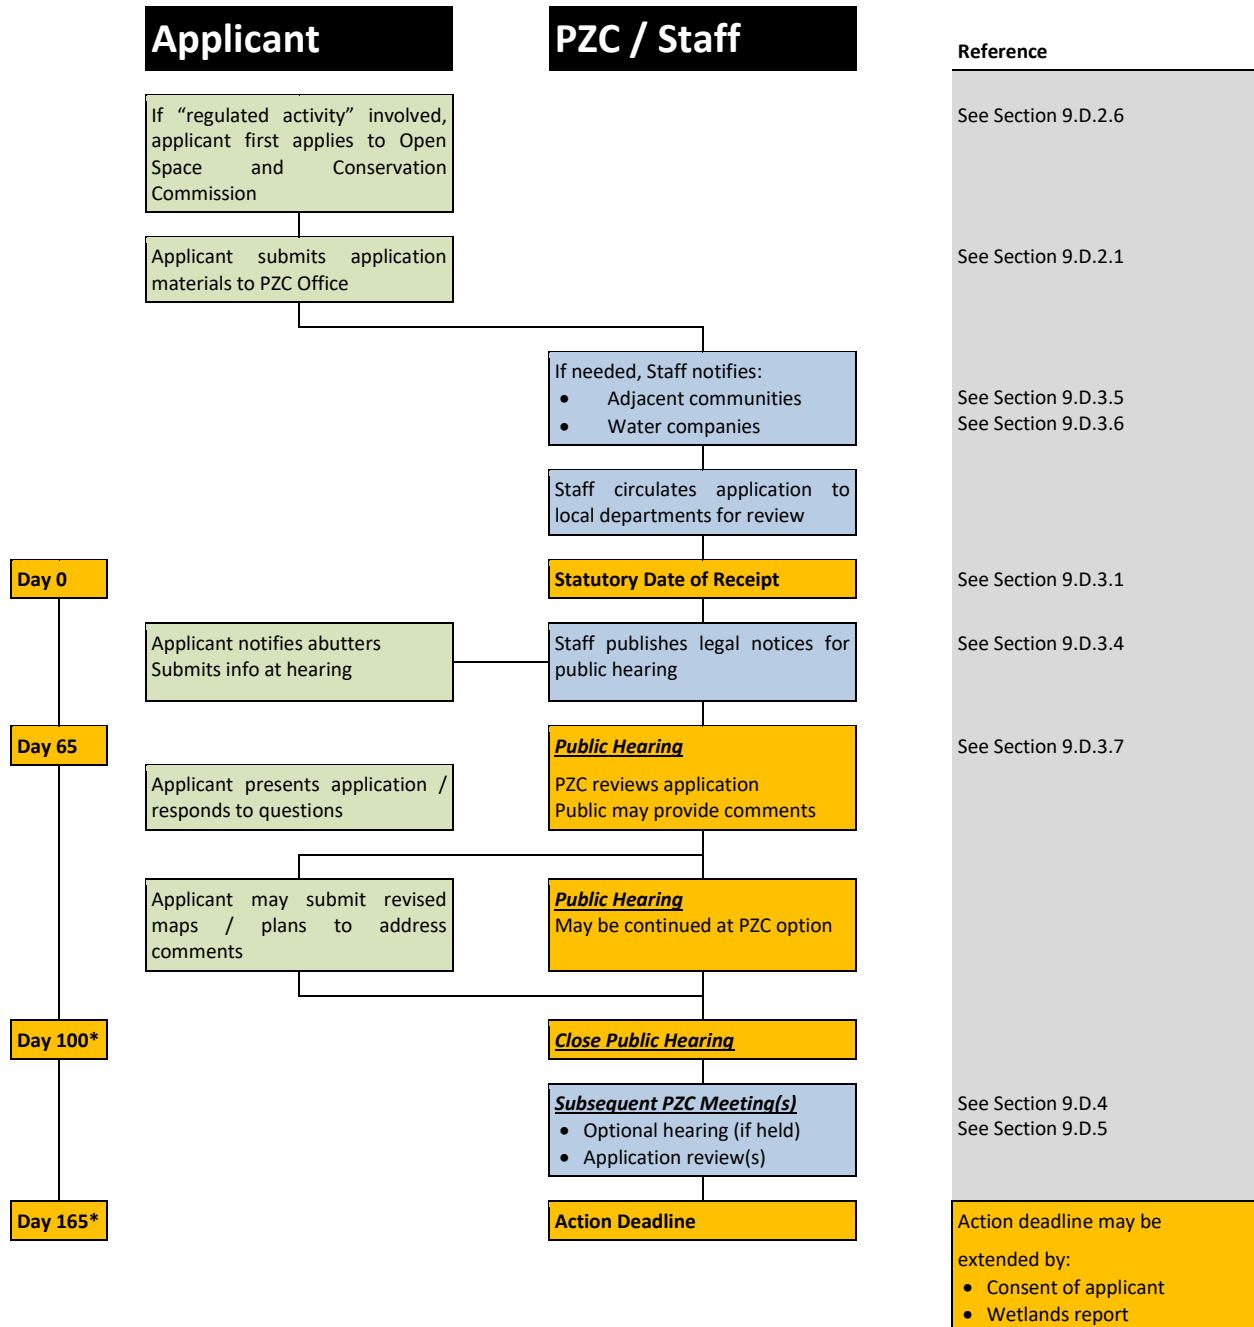 Applicant
PZC / Staff
Reference
If “regulated activity” involved,
applicant first applies to Open
Space and Conservation
Commission
See Section 9.D.2.6
Applicant submits application
materials to PZC Office
See Section 9.D.2.1
If needed, Staff notifies:
• Adjacent communities
• Water companies
See Section 9.D.3.5
See Section 9.D.3.6
Staff circulates application to
local departments for review
Day 0
Statutory Date of Receipt
See Section 9.D.3.1
Applicant notifies abutters
Submits info at hearing
Staff publishes legal notices for
public hearing
See Section 9.D.3.4
Day 65
Public Hearing
See Section 9.D.3.7
Applicant presents application /
responds to questions
PZC reviews application
Public may provide comments
Applicant may submit revised
maps / plans to address
comments
Public Hearing
May be continued at PZC option
Day 100*
Close Public Hearing
Subsequent PZC Meeting(s)
• Optional hearing (if held)
• Application review(s)
See Section 9.D.4
See Section 9.D.5
Day 165*
Action Deadline
Action deadline may be
extended by:
• Consent of applicant
• Wetlands report